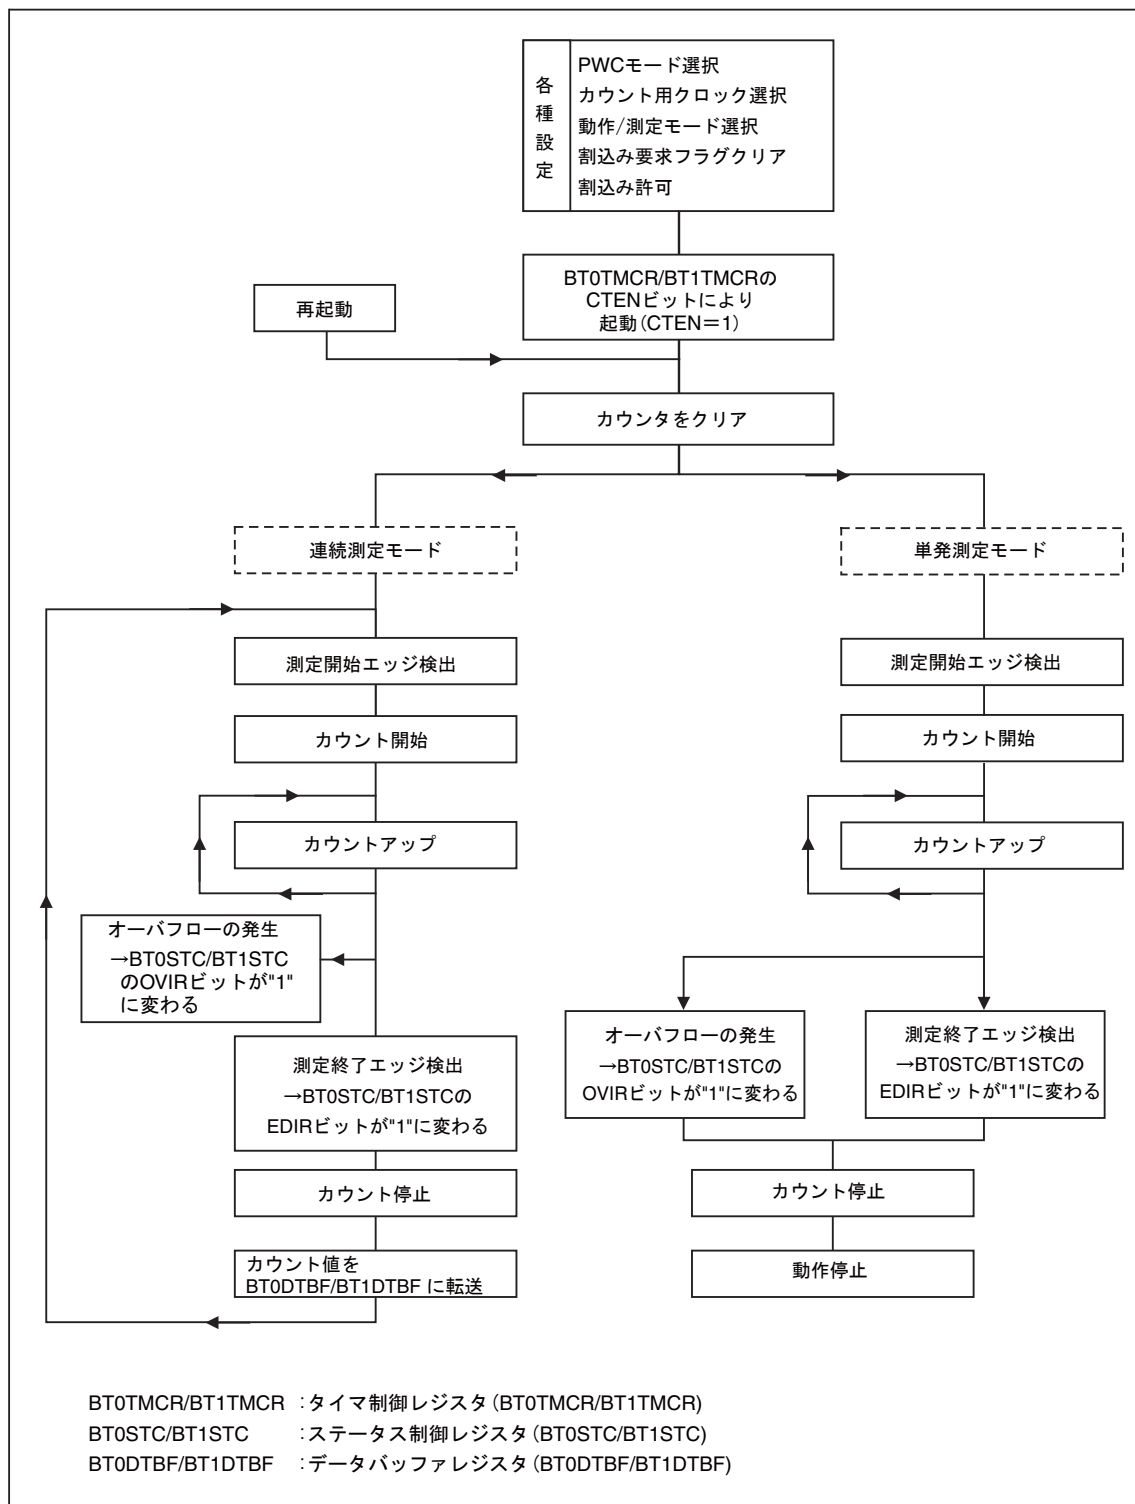 各種設定
PWCモード選択
カウント用クロック選択
動作/測定モード選択
割込み要求フラグクリア
割込み許可
BT0TMCR/BT1TMCRの
CTENビットにより
起動(CTEN=1)
再起動
カウンタをクリア
連続測定モード
測定開始エッジ検出
カウント開始
カウントアップ
オーバフローの発生
→BT0STC/BT1STC
のOVIRビットが"1"
に変わる
測定終了エッジ検出
→BT0STC/BT1STCの
EDIRビットが"1"に変わる
カウント停止
カウント値を
BT0DTBF/BT1DTBF に転送
単発測定モード
測定開始エッジ検出
カウント開始
カウントアップ
オーバフローの発生
→BT0STC/BT1STCの
OVIRビットが"1"に変わる
測定終了エッジ検出
→BT0STC/BT1STCの
EDIRビットが"1"に変わる
カウント停止
動作停止
BT0TMCR/BT1TMCR :タイマ制御レジスタ(BT0TMCR/BT1TMCR)
BT0STC/BT1STC :ステータス制御レジスタ(BT0STC/BT1STC)
BT0DTBF/BT1DTBF :データバッファレジスタ(BT0DTBF/BT1DTBF)